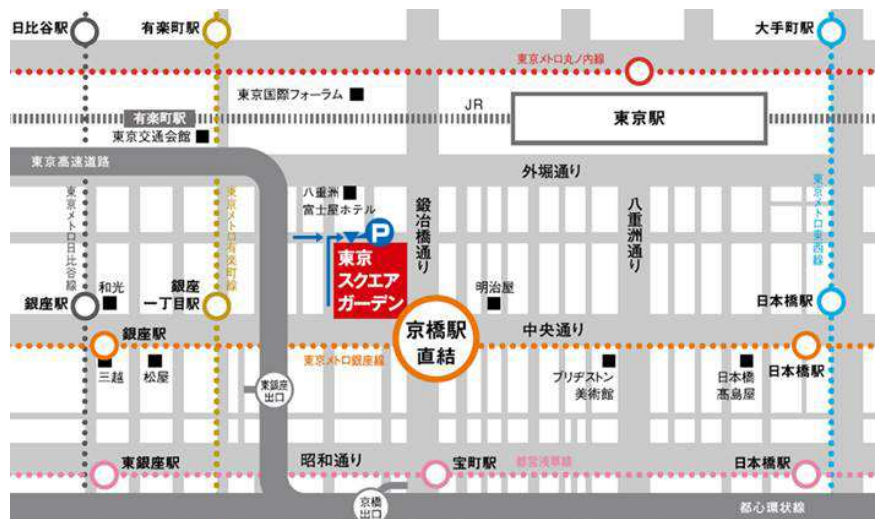 日比谷駅
有楽町駅
大手町駅
東京メトロ丸ノ内線
東京国際フォーラム
JR
有楽町駅
東京駅
東京交通会館
東京高速道路
外堀通り
東京メトロ日比谷線
東京メトロ有楽町線
八重洲
富士屋ホテル
鍛冶橋通り
八重洲通り
東京メトロ東西線
P
東京
スクエア
ガーデン
和光
銀座
一丁目駅
明治屋
銀座駅
日本橋駅
銀座駅
京橋駅
直結
中央通り
東京メトロ銀座線
三越
松屋
ブリヂストン
美術館
日本橋
髙島屋
日本橋駅
東銀座
出口
東銀座駅
昭和通り
宝町駅
都営浅草線
日本橋駅
京橋
出口
都心環状線